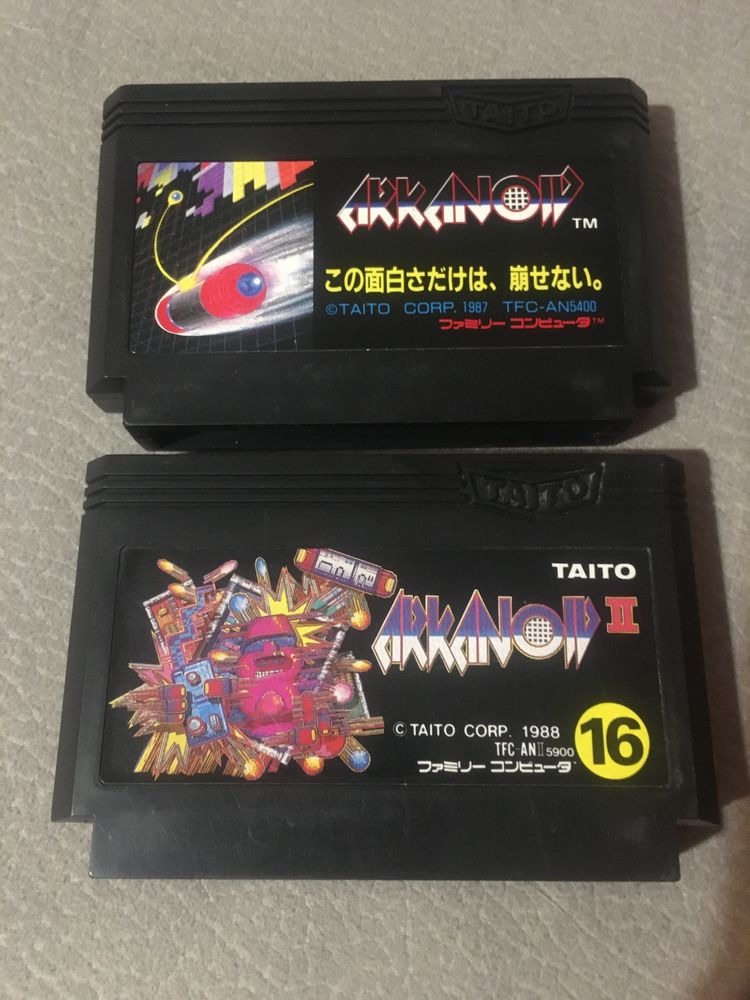 TAITO
ARKANOID
TM
この面白さだけは、崩せない。
©TAITO CORP. 1987 TFC-AN5400
ファミリー コンピュータ™
TAITO
TAITO
ARKANOID II
© TAITO CORP. 1988
TFC-ANII5900
16
ファミリー コンピュータ